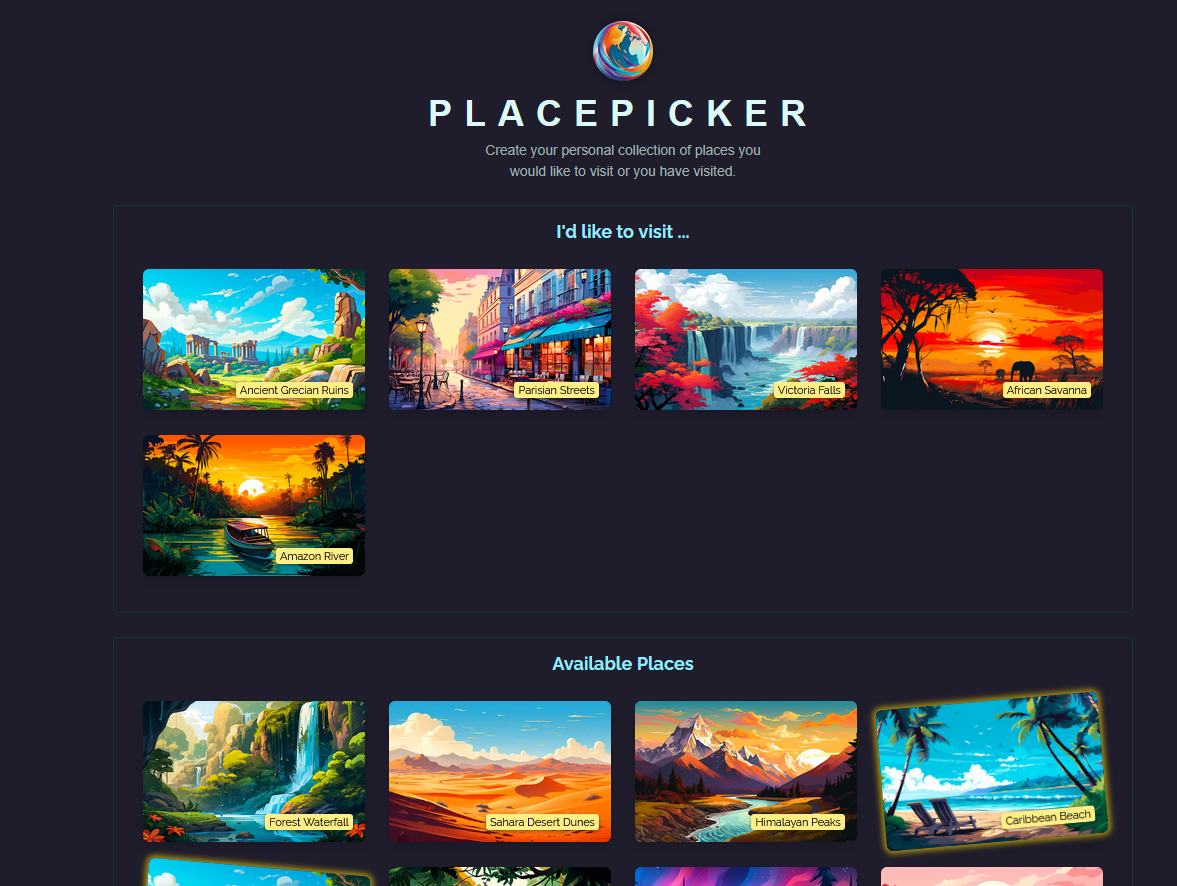 PLACEPICKER
Create your personal collection of places you
would like to visit or you have visited.
I'd like to visit ...
Ancient Grecian Ruins
Parisian Streets
Victoria Falls
African Savanna
Amazon River
Available Places
Forest Waterfall
Sahara Desert Dunes
Himalayan Peaks
Caribbean Beach